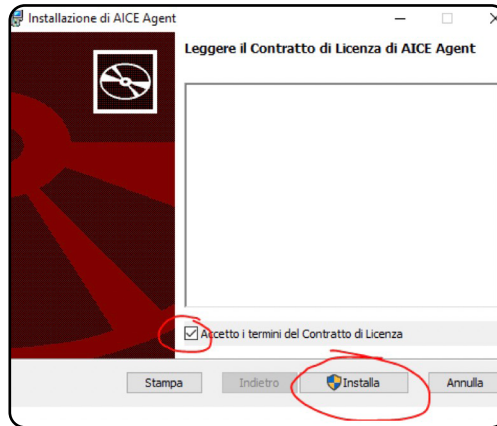 Installazione di AICE Agent
Leggere il Contratto di Licenza di AICE Agent
Accetto i termini del Contratto di Licenza
Stampa
Indietro
Installa
Annulla